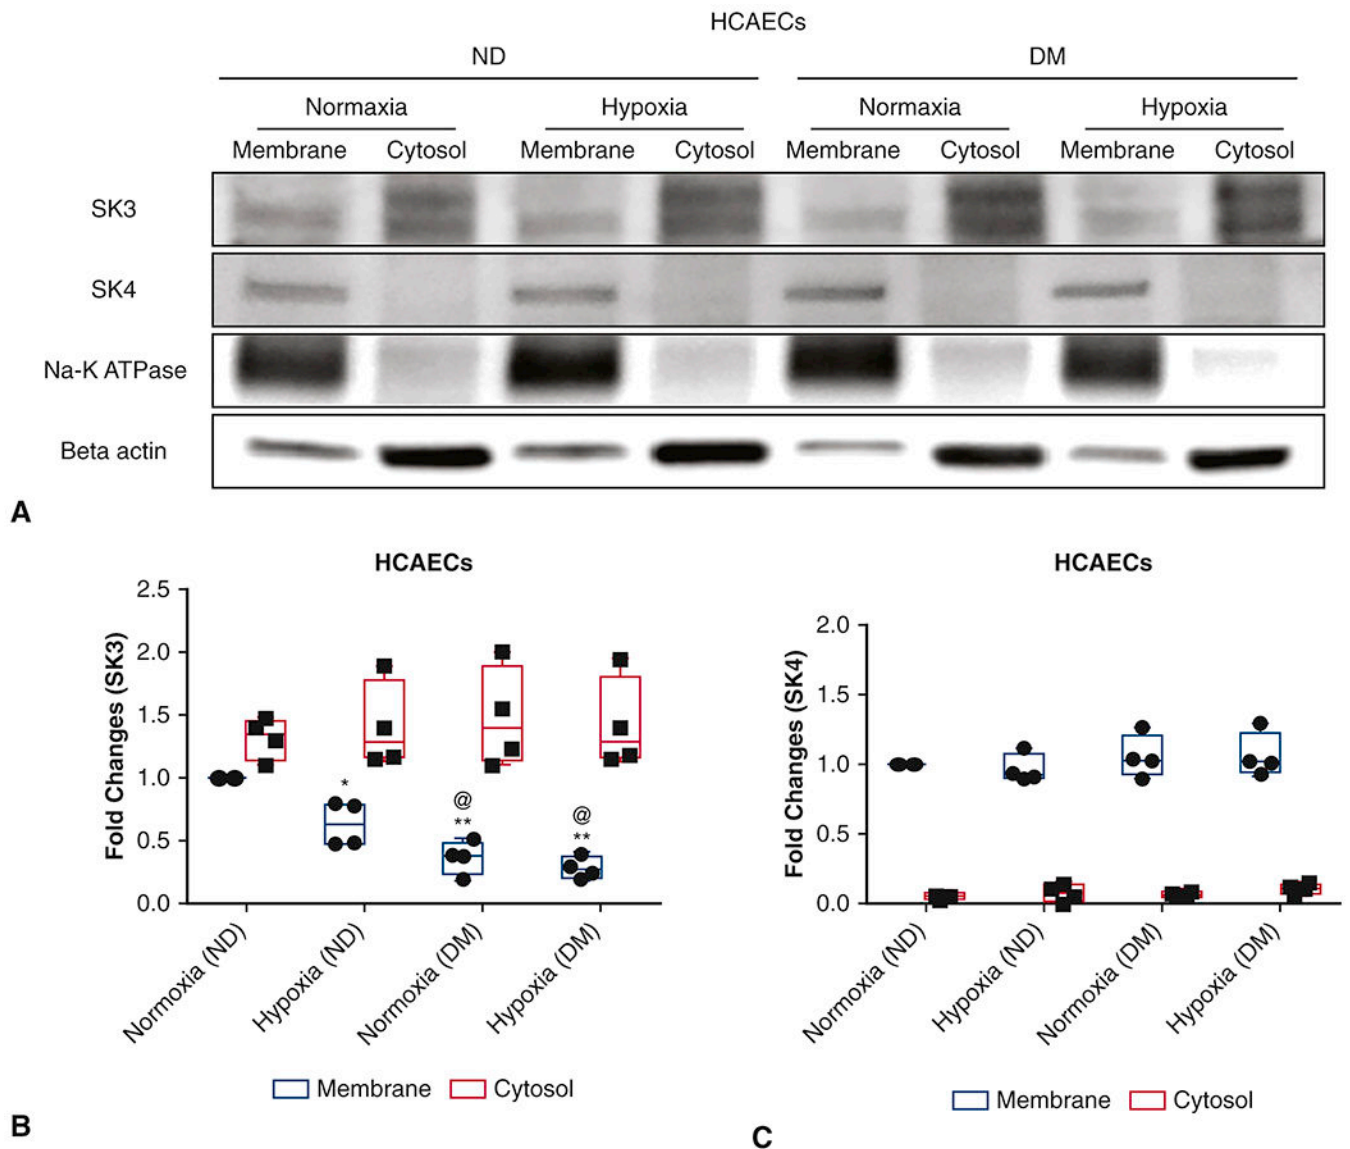 HCAECs
ND DM
Normaxia Hypoxia Normaxia Hypoxia
Membrane Cytosol Membrane Cytosol Membrane Cytosol Membrane Cytosol
SK3
SK4
Na-K ATPase
Beta actin
A
HCAECs
Fold Changes (SK3)
2.5
2.0
1.5
1.0
0.5
0.0
*
@
**
@
**
Normoxia (ND)
Hypoxia (ND)
Normoxia (DM)
Hypoxia (DM)
Membrane Cytosol
B
HCAECs
Fold Changes (SK4)
2.0
1.5
1.0
0.5
0.0
Normoxia (ND)
Hypoxia (ND)
Normoxia (DM)
Hypoxia (DM)
Membrane Cytosol
C